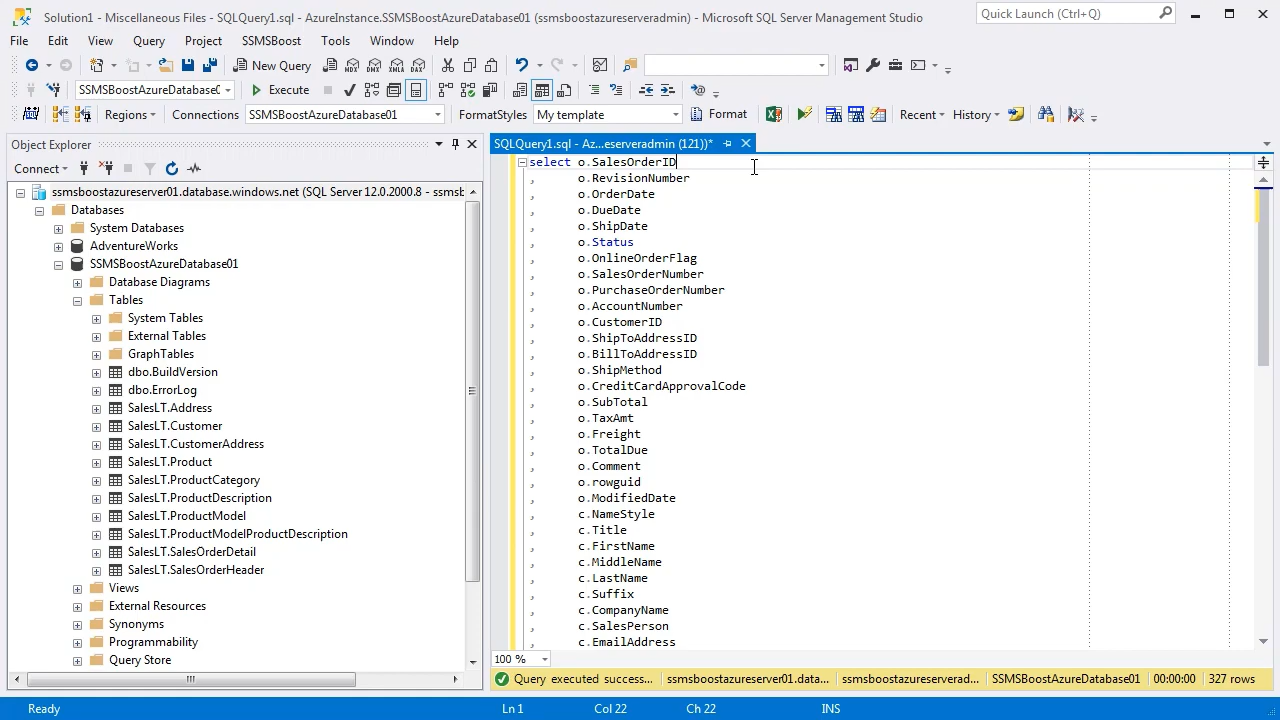 Solution1 - Miscellaneous Files - SQLQuery1.sql - AzureInstance.SSMSBoostAzureDatabase01 (ssmsboostazureserveradmin) - Microsoft SQL Server Management Studio
Quick Launch (Ctrl+Q)
File Edit View Query Project SSMSBoost Tools Window Help
New Query MDX DMX XMLA DAX
SSMSBoostAzureDatabase0 Execute
Regions Connections SSMSBoostAzureDatabase01 FormatStyles My template Format Recent History
Object Explorer
Connect
ssmsboostazureserver01.database.windows.net (SQL Server 12.0.2000.8 - ssmsb
Databases
System Databases
AdventureWorks
SSMSBoostAzureDatabase01
Database Diagrams
Tables
System Tables
External Tables
GraphTables
dbo.BuildVersion
dbo.ErrorLog
SalesLT.Address
SalesLT.Customer
SalesLT.CustomerAddress
SalesLT.Product
SalesLT.ProductCategory
SalesLT.ProductDescription
SalesLT.ProductModel
SalesLT.ProductModelProductDescription
SalesLT.SalesOrderDetail
SalesLT.SalesOrderHeader
Views
External Resources
Synonyms
Programmability
Query Store
SQLQuery1.sql - Az...eserveradmin (121))*
select o.SalesOrderID
, o.RevisionNumber
, o.OrderDate
, o.DueDate
, o.ShipDate
, o.Status
, o.OnlineOrderFlag
, o.SalesOrderNumber
, o.PurchaseOrderNumber
, o.AccountNumber
, o.CustomerID
, o.ShipToAddressID
, o.BillToAddressID
, o.ShipMethod
, o.CreditCardApprovalCode
, o.SubTotal
, o.TaxAmt
, o.Freight
, o.TotalDue
, o.Comment
, o.rowguid
, o.ModifiedDate
, c.NameStyle
, c.Title
, c.FirstName
, c.MiddleName
, c.LastName
, c.Suffix
, c.CompanyName
, c.SalesPerson
, c.EmailAddress
100 %
Query executed success... ssmsboostazureserver01.data... ssmsboostazureserverad... SSMSBoostAzureDatabase01 00:00:00 327 rows
Ready Ln 1 Col 22 Ch 22 INS